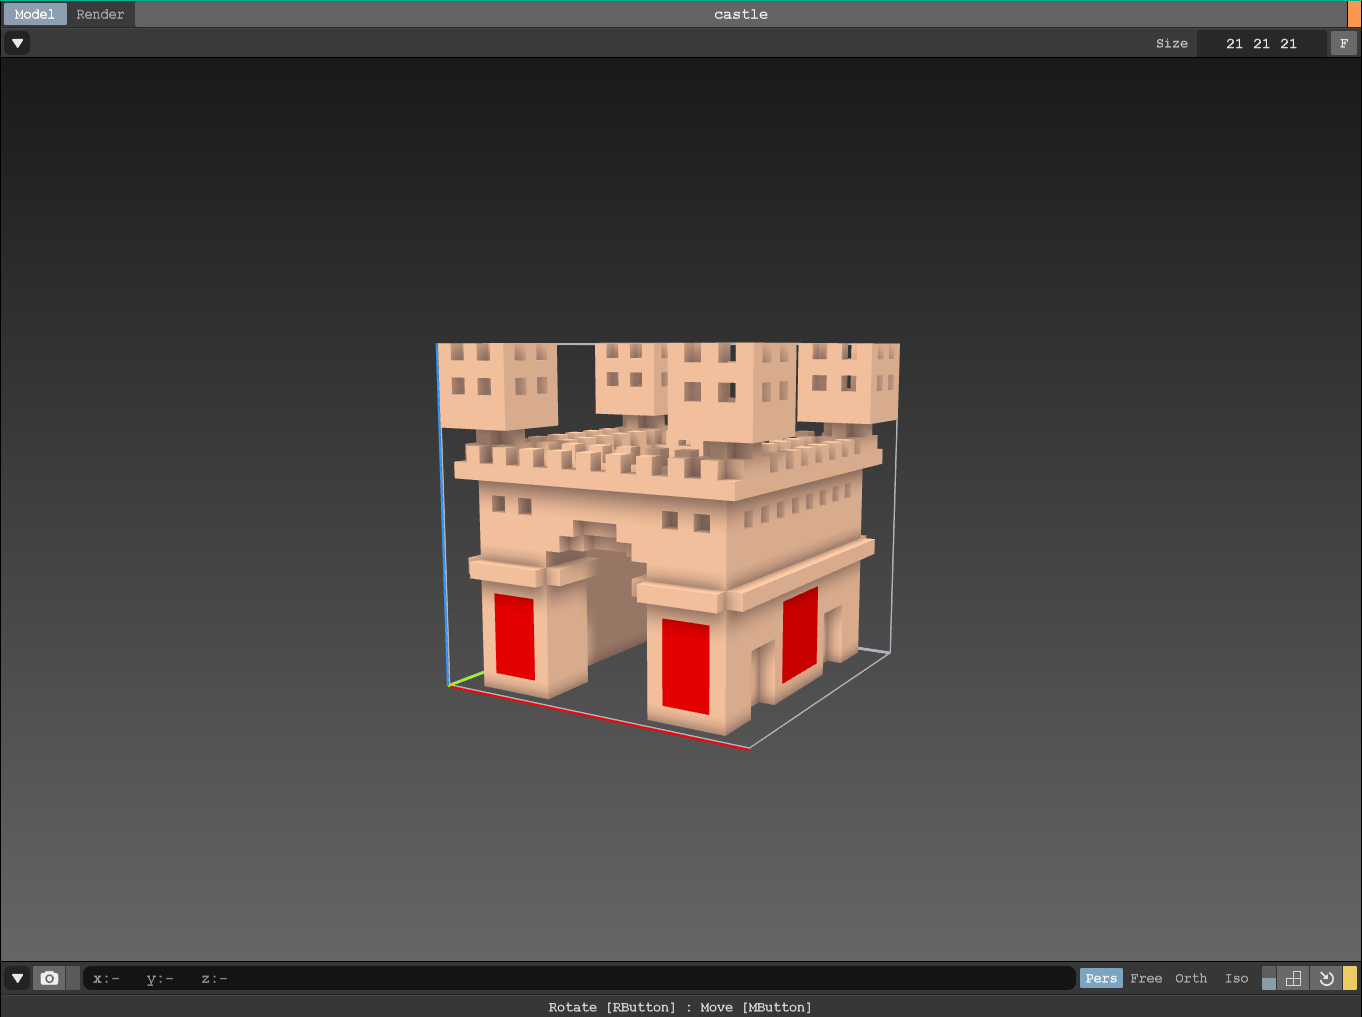 Model Render castle
Size 21 21 21 F
x:- y:- z:- Pers Free Orth Iso
Rotate [RButton] : Move [MButton]